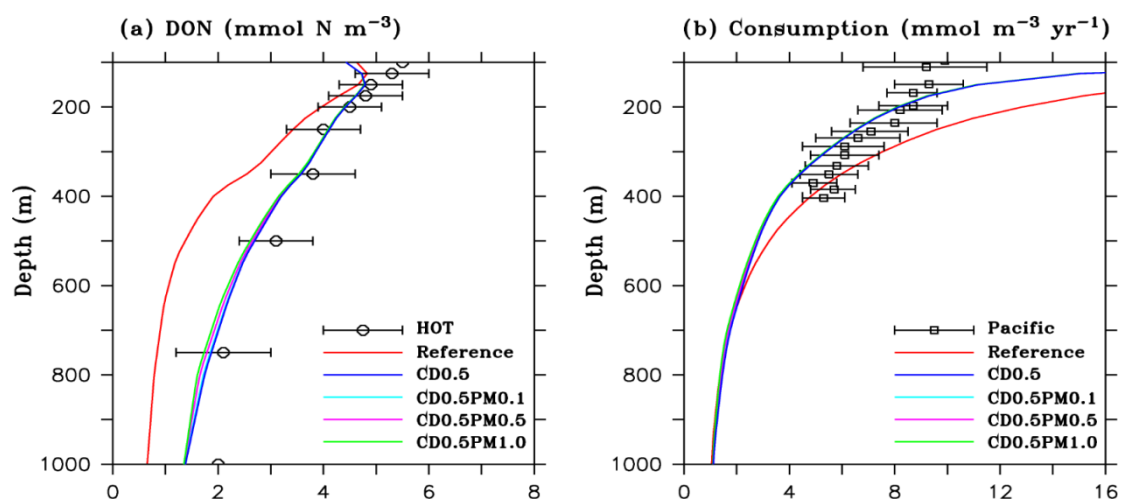 (a) DON (mmol N m⁻³)
200
400
600
800
1000
Depth (m)
0 2 4 6 8
HOT
Reference
CD0.5
CD0.5PM0.1
CD0.5PM0.5
CD0.5PM1.0
(b) Consumption (mmol m⁻³ yr⁻¹)
200
400
600
800
1000
Depth (m)
0 4 8 12 16
Pacific
Reference
CD0.5
CD0.5PM0.1
CD0.5PM0.5
CD0.5PM1.0